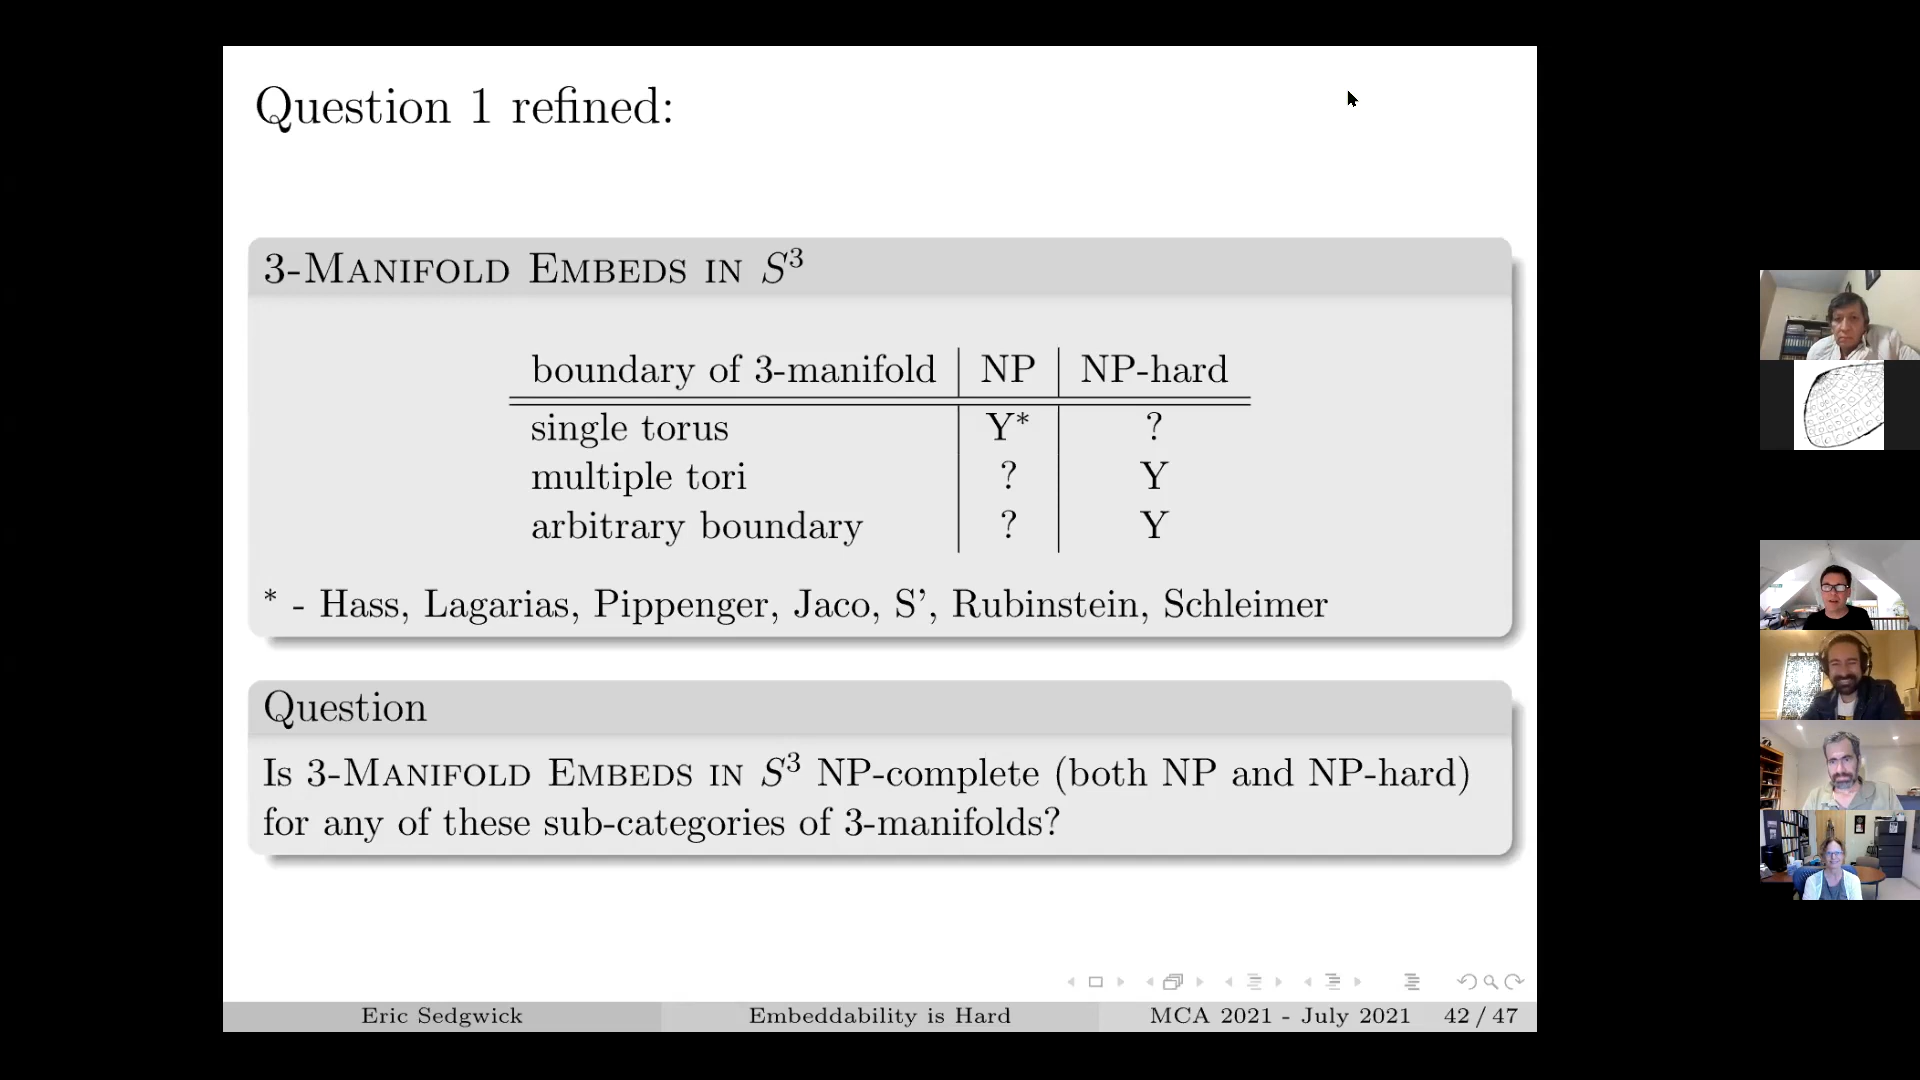 Question 1 refined:
3-Manifold Embeds in S³
boundary of 3-manifold | NP | NP-hard
single torus | Y* | ?
multiple tori | ? | Y
arbitrary boundary | ? | Y
* - Hass, Lagarias, Pippenger, Jaco, S', Rubinstein, Schleimer
Question
Is 3-Manifold Embeds in S³ NP-complete (both NP and NP-hard)
for any of these sub-categories of 3-manifolds?
Eric Sedgwick Embeddability is Hard MCA 2021 - July 2021 42 / 47